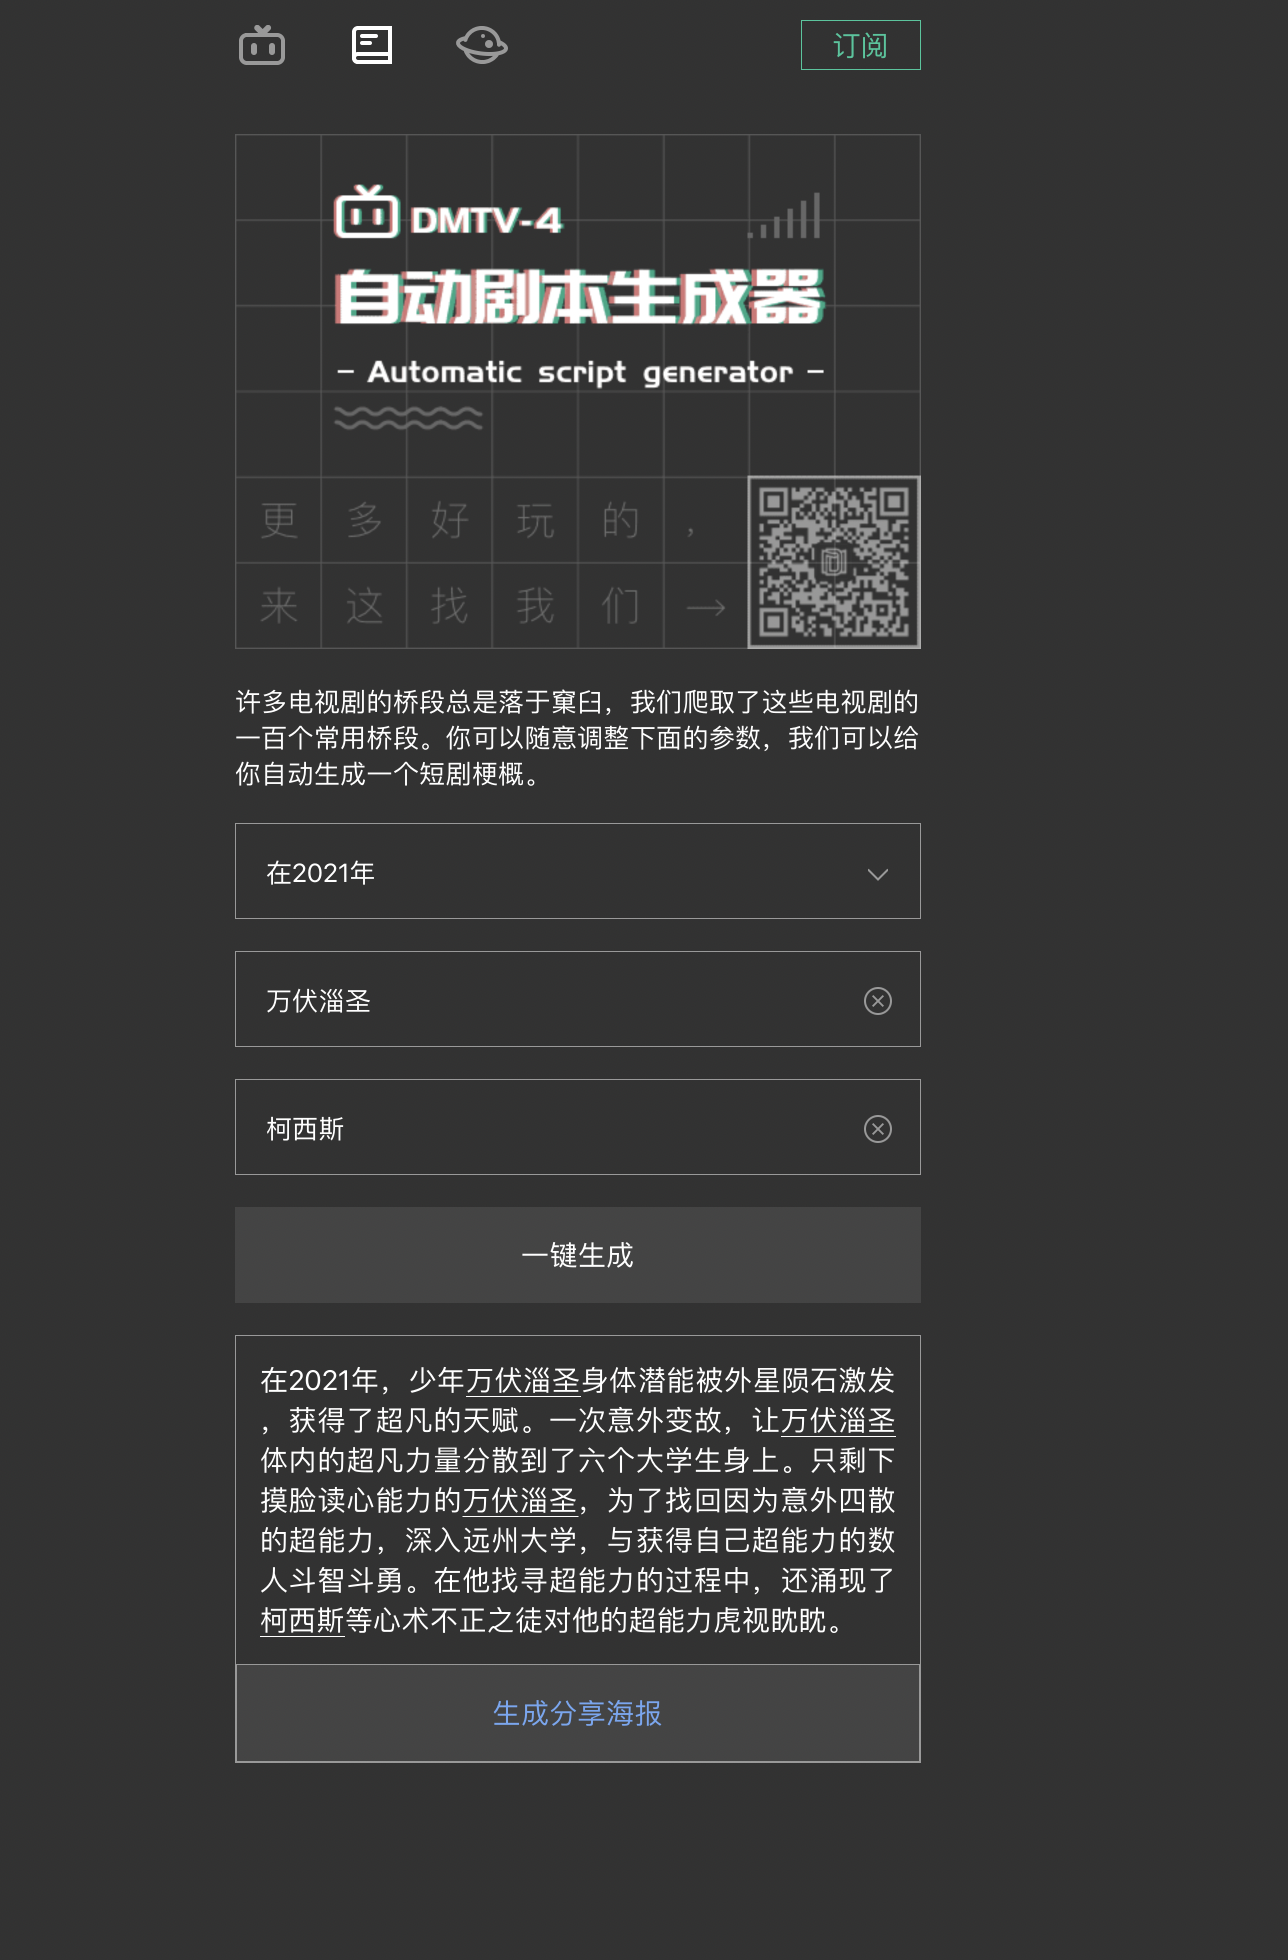 订阅
DMTV-4
自动剧本生成器
- Automatic script generator -
更多好玩的，
来这找我们→
许多电视剧的桥段总是落于窠臼，我们爬取了这些电视剧的
一百个常用桥段。你可以随意调整下面的参数，我们可以给
你自动生成一个短剧梗概。
在2021年
万伏淄圣
柯西斯
一键生成
在2021年，少年万伏淄圣身体潜能被外星陨石激发
，获得了超凡的天赋。一次意外变故，让万伏淄圣
体内的超凡力量分散到了六个大学生身上。只剩下
摸脸读心能力的万伏淄圣，为了找回因为意外四散
的超能力，深入远州大学，与获得自己超能力的数
人斗智斗勇。在他找寻超能力的过程中，还涌现了
柯西斯等心术不正之徒对他的超能力虎视眈眈。
生成分享海报